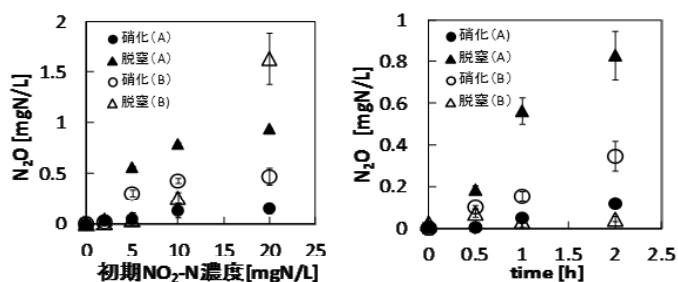 2
1.5
1
0.5
0
N₂O [mgN/L]
硝化(A)
脱窒(A)
硝化(B)
脱窒(B)
0 5 10 15 20 25
初期NO₂-N濃度[mgN/L]
1
0.8
0.6
0.4
0.2
0
N₂O [mgN/L]
硝化(A)
脱窒(A)
硝化(B)
脱窒(B)
0 0.5 1 1.5 2 2.5
time [h]